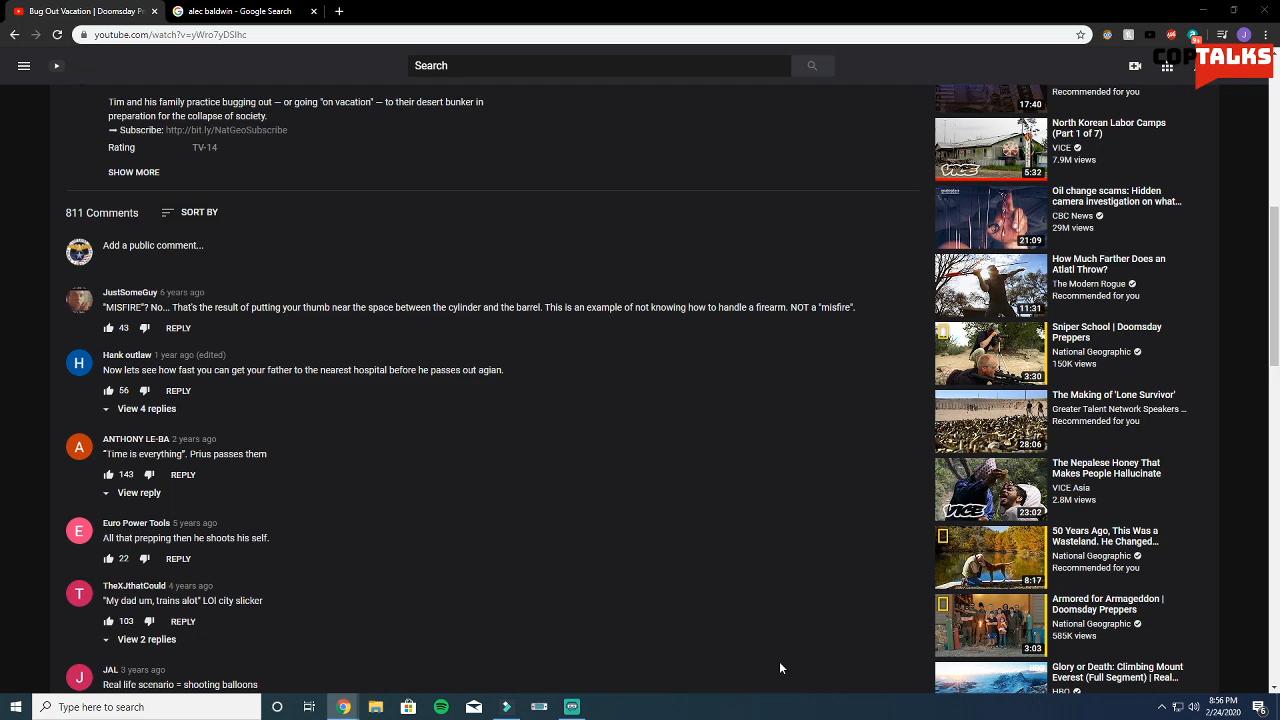 Bug Out Vacation | Doomsday Pr
alec baldwin - Google Search
youtube.com/watch?v=yWro7yDSIhc
9+
J
COPTALKS
Search
Tim and his family practice bugging out — or going "on vacation" — to their desert bunker in
preparation for the collapse of society.
➡ Subscribe: http://bit.ly/NatGeoSubscribe
Rating TV-14
SHOW MORE
811 Comments SORT BY
Add a public comment...
JustSomeGuy 6 years ago
"MISFIRE"? No... That's the result of putting your thumb near the space between the cylinder and the barrel. This is an example of not knowing how to handle a firearm. NOT a "misfire".
43 REPLY
H
Hank outlaw 1 year ago (edited)
Now lets see how fast you can get your father to the nearest hospital before he passes out agian.
56 REPLY
View 4 replies
A
ANTHONY LE-BA 2 years ago
"Time is everything". Prius passes them
143 REPLY
View reply
E
Euro Power Tools 5 years ago
All that prepping then he shoots his self.
22 REPLY
T
TheXJthatCould 4 years ago
"My dad um, trains alot" LOl city slicker
103 REPLY
View 2 replies
J
JAL 3 years ago
Real life scenario = shooting balloons
17:40
Recommended for you
VICE
5:32
North Korean Labor Camps
(Part 1 of 7)
VICE
7.9M views
21:09
Oil change scams: Hidden
camera investigation on what...
CBC News
29M views
11:31
How Much Farther Does an
Atlatl Throw?
The Modern Rogue
Recommended for you
3:30
Sniper School | Doomsday
Preppers
National Geographic
150K views
28:06
The Making of 'Lone Survivor'
Greater Talent Network Speakers ...
Recommended for you
VICE
23:02
The Nepalese Honey That
Makes People Hallucinate
VICE Asia
2.8M views
8:17
50 Years Ago, This Was a
Wasteland. He Changed...
National Geographic
Recommended for you
3:03
Armored for Armageddon |
Doomsday Preppers
National Geographic
585K views
Glory or Death: Climbing Mount
Everest (Full Segment) | Real...
HBO
Type here to search
8:56 PM
2/24/2020
6